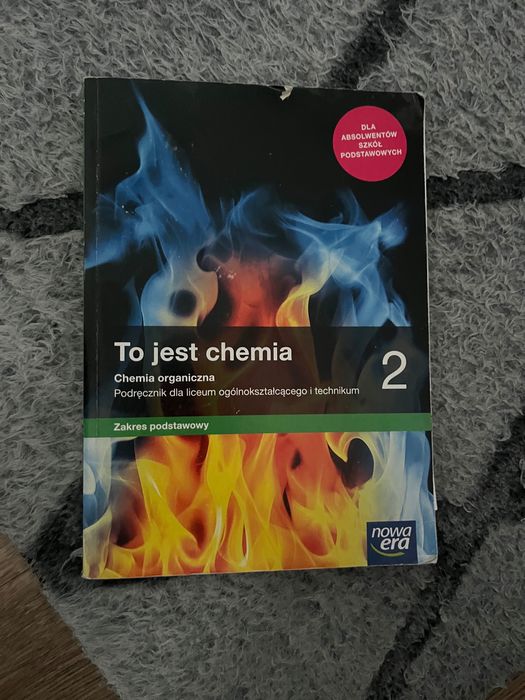 DLA
ABSOLWENTÓW
SZKÓŁ
PODSTAWOWYCH
To jest chemia
Chemia organiczna
Podręcznik dla liceum ogólnokształcącego i technikum
2
Zakres podstawowy
nowa
era